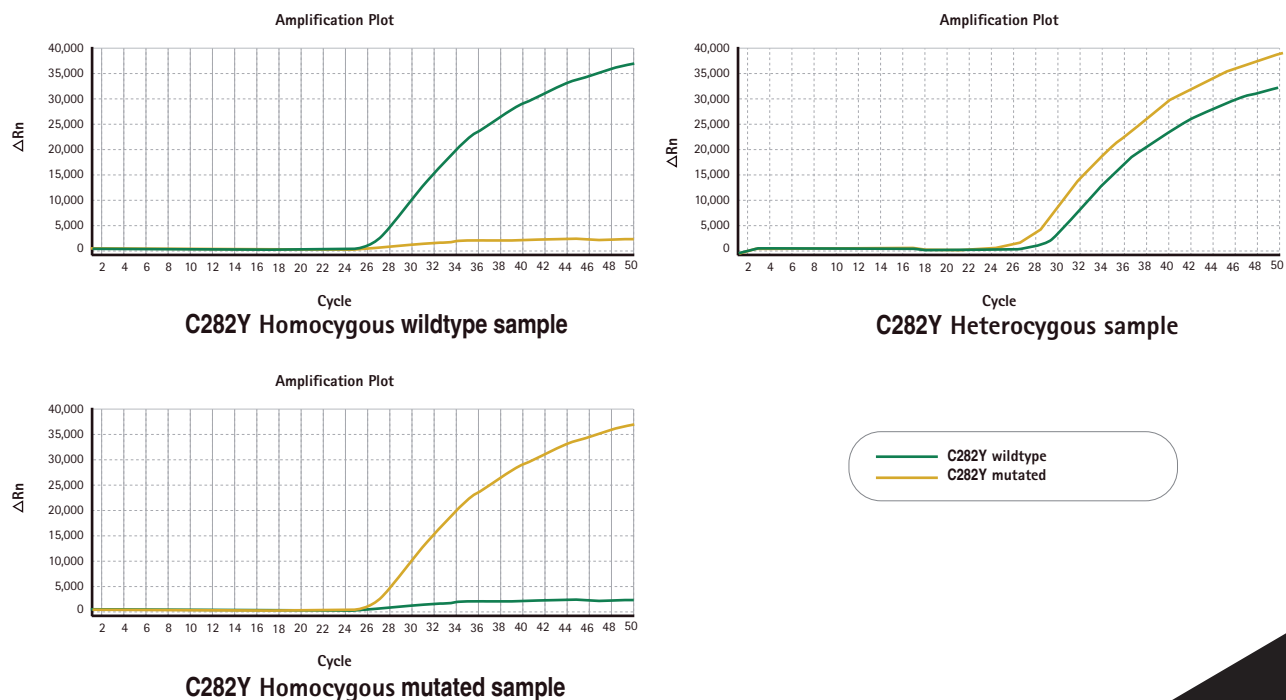 Amplification Plot
40,000
35,000
30,000
25,000
20,000
15,000
10,000
5,000
0
△Rn
2 4 6 8 10 12 14 16 18 20 22 24 26 28 30 32 34 36 38 40 42 44 46 48 50
Cycle
C282Y Homocygous wildtype sample
Amplification Plot
40,000
35,000
30,000
25,000
20,000
15,000
10,000
5,000
0
△Rn
2 4 6 8 10 12 14 16 18 20 22 24 26 28 30 32 34 36 38 40 42 44 46 48 50
Cycle
C282Y Heterocygous sample
Amplification Plot
40,000
35,000
30,000
25,000
20,000
15,000
10,000
5,000
0
△Rn
2 4 6 8 10 12 14 16 18 20 22 24 26 28 30 32 34 36 38 40 42 44 46 48 50
Cycle
C282Y Homocygous mutated sample
C282Y wildtype
C282Y mutated